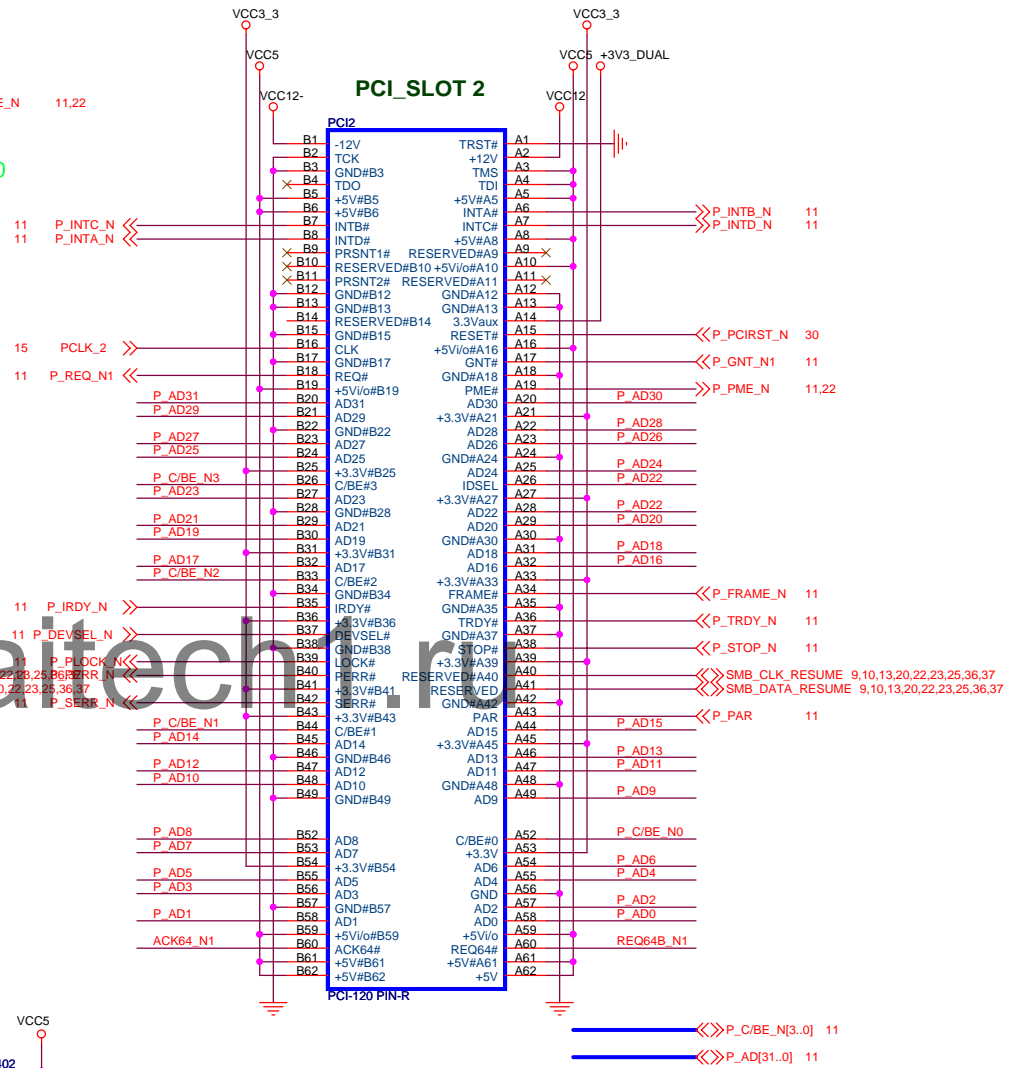 VCC3_3 VCC3_3
VCC5 VCC5 +3V3_DUAL
PCI_SLOT 2
VCC12- VCC12
E_N 11,22
PCI2
B1 -12V TRST# A1
B2 TCK +12V A2
B3 GND#B3 TMS A3
B4 TDO TDI A4
B5 +5V#B5 +5V#A5 A5
B6 +5V#B6 INTA# A6 P_INTB_N 11
11 P_INTC_N B7 INTB# INTC# A7 P_INTD_N 11
11 P_INTA_N B8 INTD# +5V#A8 A8
B9 PRSNT1# RESERVED#A9 A9
B10 RESERVED#B10 +5Vi/o#A10 A10
B11 PRSNT2# RESERVED#A11 A11
B12 GND#B12 GND#A12 A12
B13 GND#B13 GND#A13 A13
B14 RESERVED#B14 3.3Vaux A14
B15 GND#B15 RESET# A15 P_PCIRST_N 30
15 PCLK_2 B16 CLK +5Vi/o#A16 A16
B17 GND#B17 GNT# A17 P_GNT_N1 11
11 P_REQ_N1 B18 REQ# GND#A18 A18
B19 +5Vi/o#B19 PME# A19 P_PME_N 11,22
P_AD31 B20 AD31 AD30 A20 P_AD30
P_AD29 B21 AD29 +3.3V#A21 A21
B22 GND#B22 AD28 A22 P_AD28
P_AD27 B23 AD27 AD26 A23 P_AD26
P_AD25 B24 AD25 GND#A24 A24
B25 +3.3V#B25 AD24 A25 P_AD24
P_C/BE_N3 B26 C/BE#3 IDSEL A26 P_AD22
P_AD23 B27 AD23 +3.3V#A27 A27
B28 GND#B28 AD22 A28 P_AD22
P_AD21 B29 AD21 AD20 A29 P_AD20
P_AD19 B30 AD19 GND#A30 A30
B31 +3.3V#B31 AD18 A31 P_AD18
P_AD17 B32 AD17 AD16 A32 P_AD16
P_C/BE_N2 B33 C/BE#2 +3.3V#A33 A33
B34 GND#B34 FRAME# A34 P_FRAME_N 11
11 P_IRDY_N B35 IRDY# GND#A35 A35
B36 +3.3V#B36 TRDY# A36 P_TRDY_N 11
11 P_DEVSEL_N B37 DEVSEL# GND#A37 A37
B38 GND#B38 STOP# A38 P_STOP_N 11
11 P_PLOCK_N B39 LOCK# +3.3V#A39 A39
B40 PERR# RESERVED#A40 A40 SMB_CLK_RESUME 9,10,13,20,22,23,25,36,37
0,22,23,25,36,37 B41 +3.3V#B41 RESERVED A41 SMB_DATA_RESUME 9,10,13,20,22,23,25,36,37
11 P_SERR_N B42 SERR# GND#A42 A42
B43 +3.3V#B43 PAR A43 P_PAR 11
P_C/BE_N1 B44 C/BE#1 AD15 A44 P_AD15
P_AD14 B45 AD14 +3.3V#A45 A45
B46 GND#B46 AD13 A46 P_AD13
P_AD12 B47 AD12 AD11 A47 P_AD11
P_AD10 B48 AD10 GND#A48 A48
B49 GND#B49 AD9 A49 P_AD9
P_AD8 B52 AD8 C/BE#0 A52 P_C/BE_N0
P_AD7 B53 AD7 +3.3V A53
B54 +3.3V#B54 AD6 A54 P_AD6
P_AD5 B55 AD5 AD4 A55 P_AD4
P_AD3 B56 AD3 GND A56
B57 GND#B57 AD2 A57 P_AD2
P_AD1 B58 AD1 AD0 A58 P_AD0
B59 +5Vi/o#B59 +5Vi/o A59
ACK64_N1 B60 ACK64# REQ64# A60 REQ64B_N1
B61 +5V#B61 +5V#A61 A61
B62 +5V#B62 +5V A62
PCI-120 PIN-R
aitech1.ru
VCC5
P_C/BE_N[3..0] 11
P_AD[31..0] 11
402